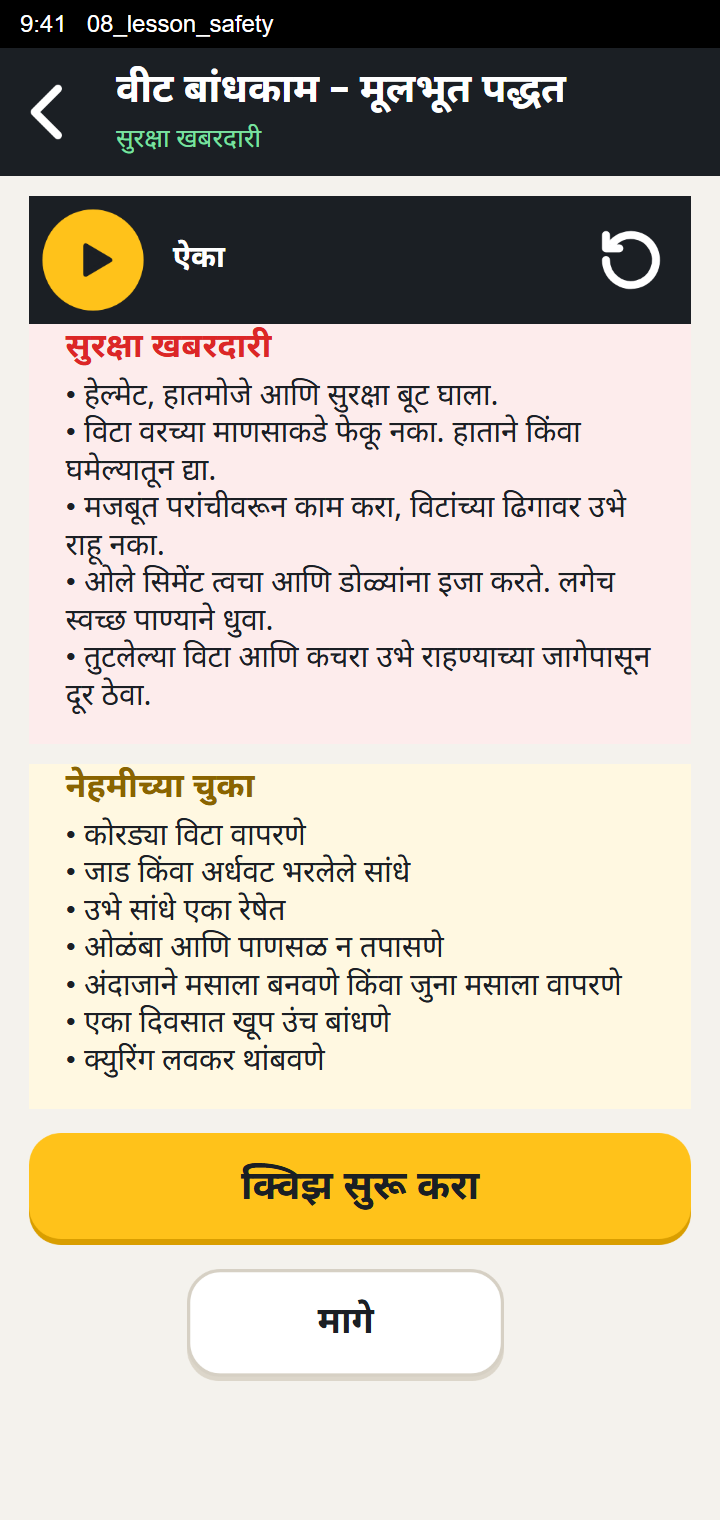 9:41 08_lesson_safety
वीट बांधकाम – मूलभूत पद्धत
सुरक्षा खबरदारी
ऐका
सुरक्षा खबरदारी
• हेल्मेट, हातमोजे आणि सुरक्षा बूट घाला.
• विटा वरच्या माणसाकडे फेकू नका. हाताने किंवा
घमेल्यातून द्या.
• मजबूत परांचीवरून काम करा, विटांच्या ढिगावर उभे
राहू नका.
• ओले सिमेंट त्वचा आणि डोळ्यांना इजा करते. लगेच
स्वच्छ पाण्याने धुवा.
• तुटलेल्या विटा आणि कचरा उभे राहण्याच्या जागेपासून
दूर ठेवा.
नेहमीच्या चुका
• कोरड्या विटा वापरणे
• जाड किंवा अर्धवट भरलेले सांधे
• उभे सांधे एका रेषेत
• ओळंबा आणि पाणसळ न तपासणे
• अंदाजाने मसाला बनवणे किंवा जुना मसाला वापरणे
• एका दिवसात खूप उंच बांधणे
• क्युरिंग लवकर थांबवणे
क्विझ सुरू करा
मागे